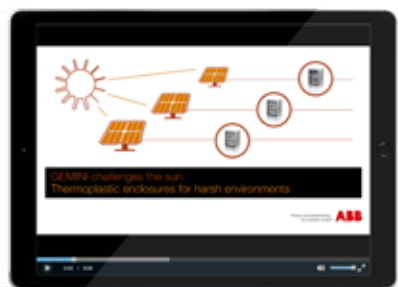 GEMINI challenges the sun.
Thermoplastic enclosures for harsh environments
ABB